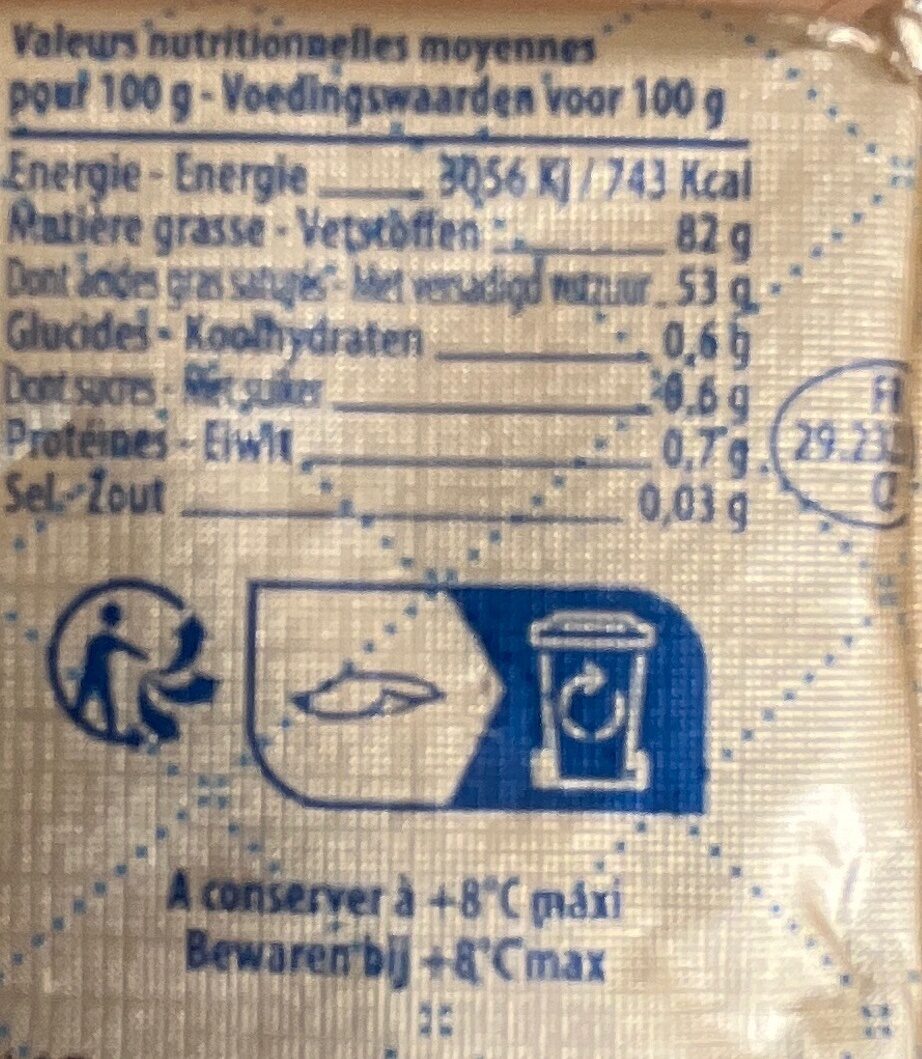 Valeurs nutritionnelles moyennes
pour 100 g - Voedingswaarden voor 100 g
Energie - Energie 3056 Kj / 743 Kcal
Matière grasse - Vetstoffen 82 g
Dont acides gras saturés - Met verzadigd vetzuur 53 g
Glucides - Koolhydraten 0,6 g
Dont sucres - Met suiker 0,6 g
Protéines - Eiwit 0,7 g
Sel - Zout 0,03 g
29.232
A conserver à +8°C maxi
Bewaren bij +8°C max